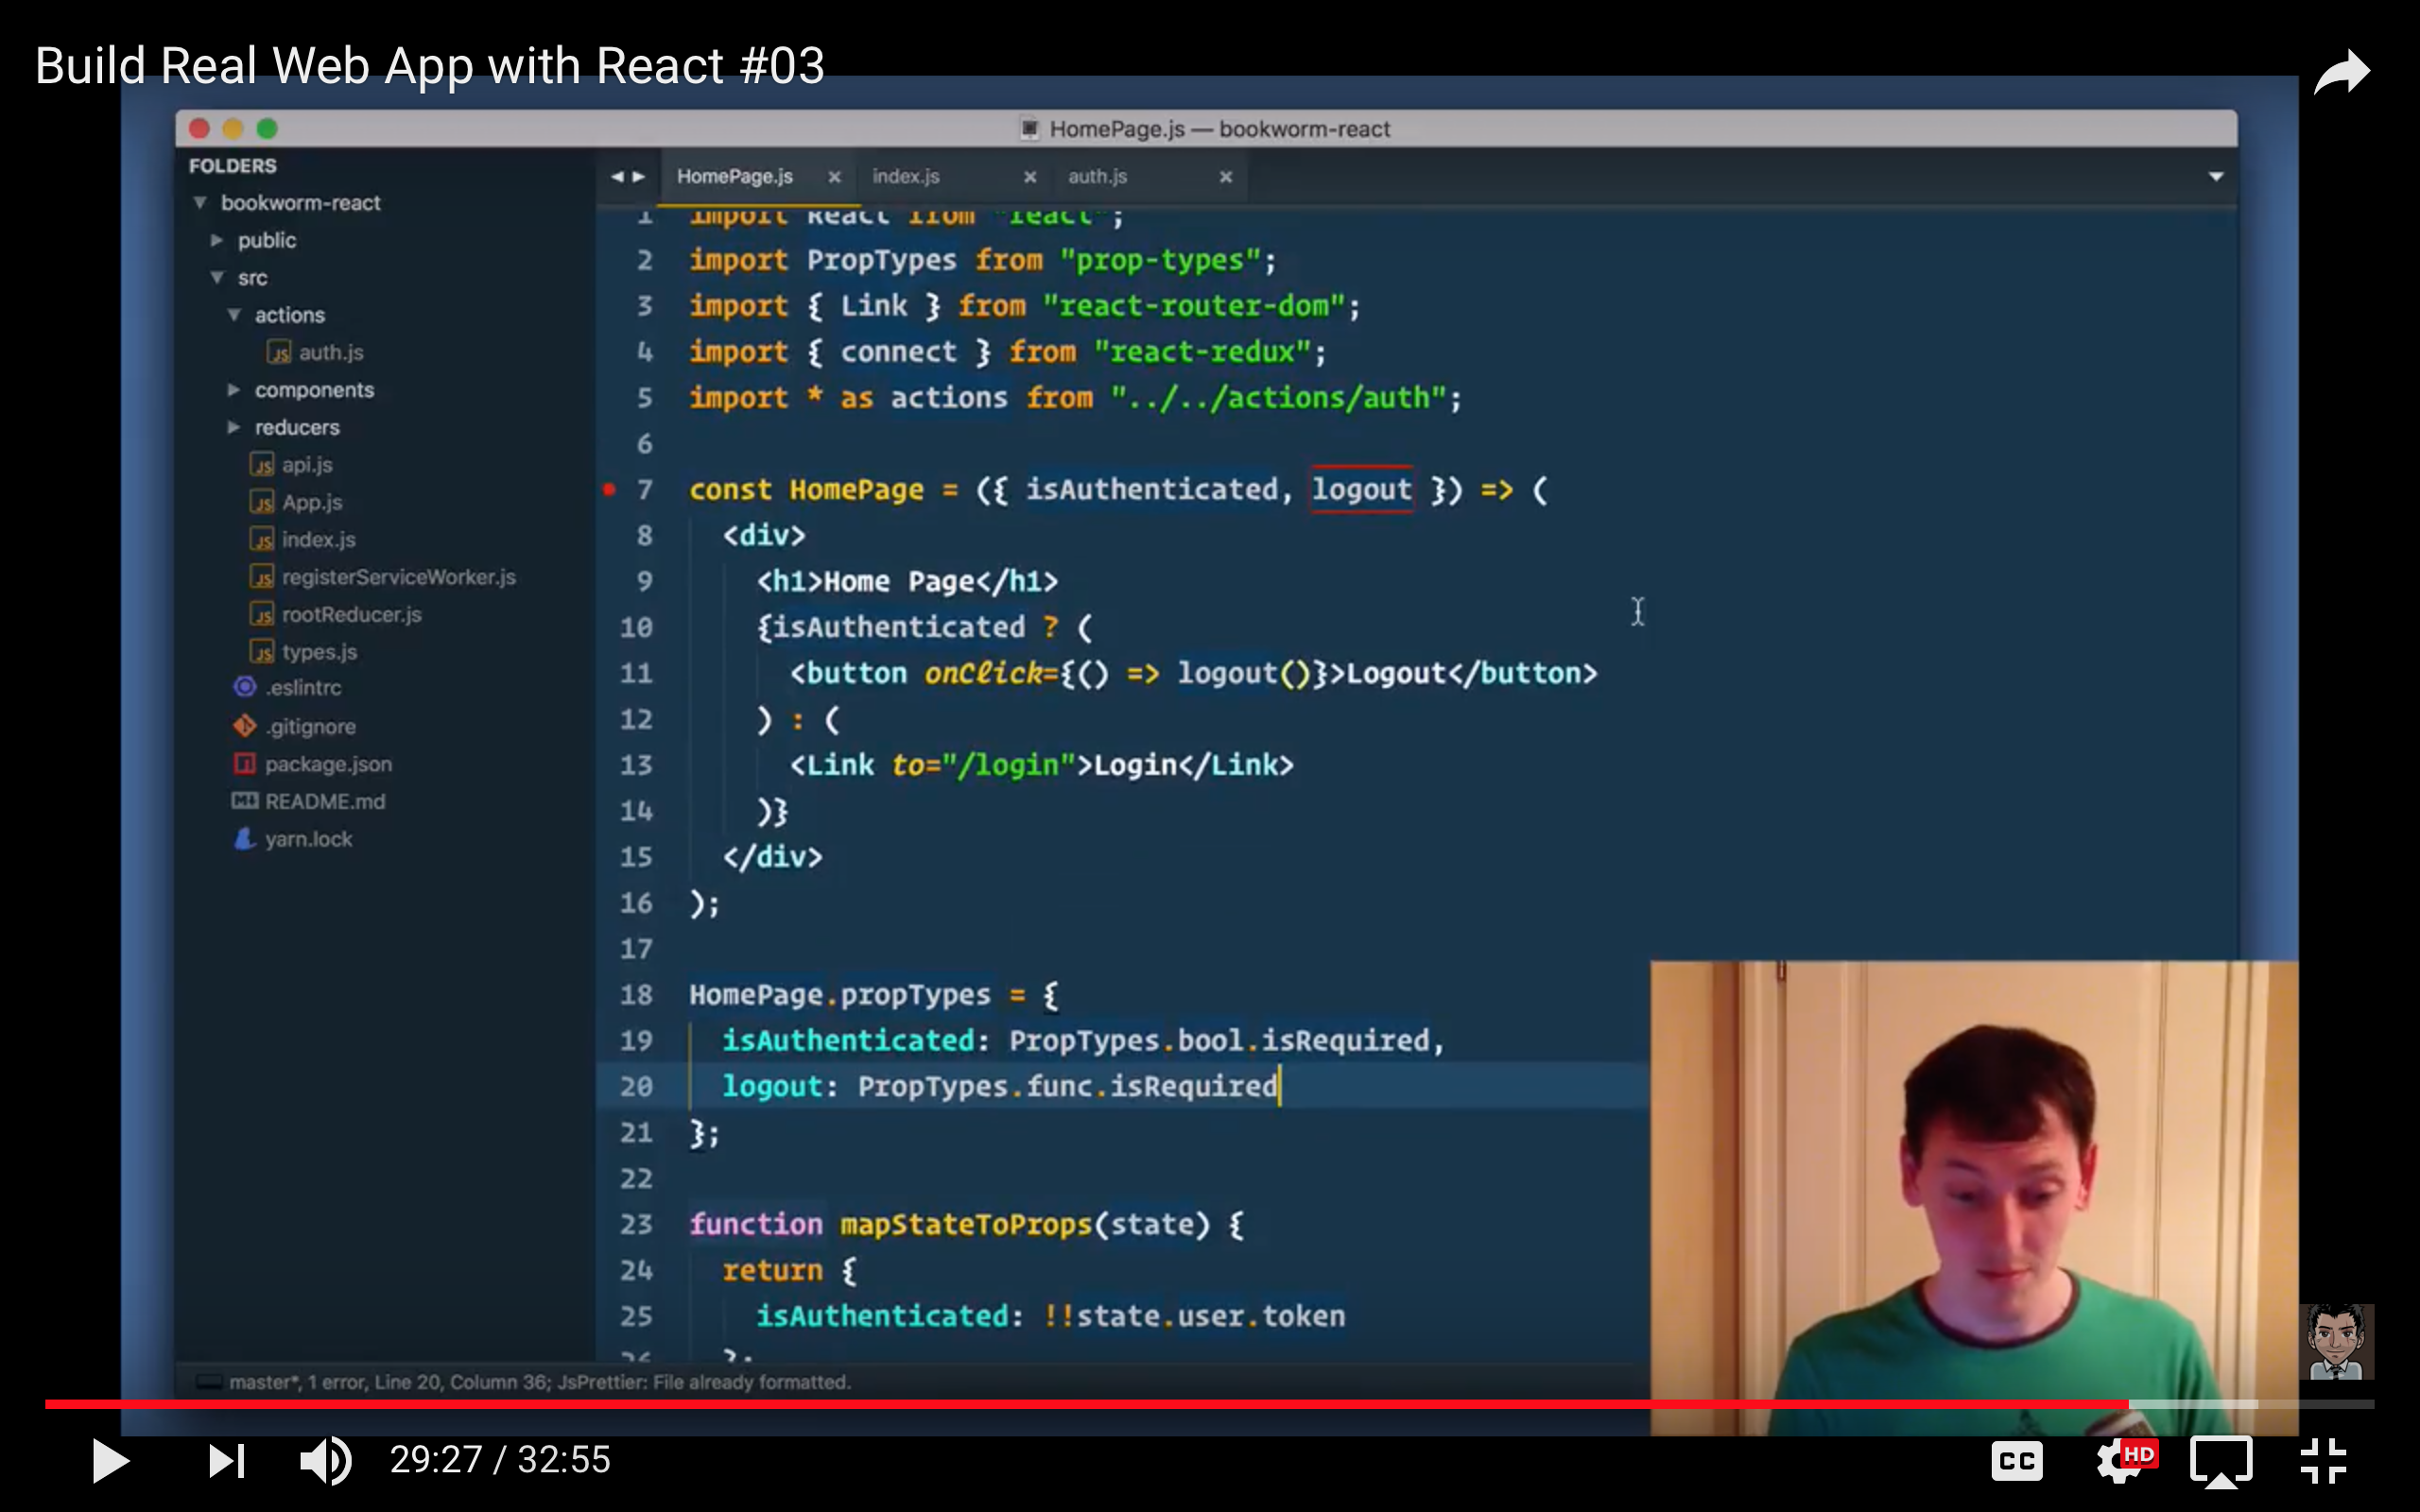 Build Real Web App with React #03
HomePage.js — bookworm-react
FOLDERS
bookworm-react
public
src
actions
auth.js
components
reducers
api.js
App.js
index.js
registerServiceWorker.js
rootReducer.js
types.js
.eslintrc
.gitignore
package.json
README.md
yarn.lock
HomePage.js × index.js × auth.js ×
1 import React from "react";
2 import PropTypes from "prop-types";
3 import { Link } from "react-router-dom";
4 import { connect } from "react-redux";
5 import * as actions from "../../actions/auth";
6
7 const HomePage = ({ isAuthenticated, logout }) => (
8 <div>
9 <h1>Home Page</h1>
10 {isAuthenticated ? (
11 <button onClick={() => logout()}>Logout</button>
12 ) : (
13 <Link to="/login">Login</Link>
14 )}
15 </div>
16 );
17
18 HomePage.propTypes = {
19 isAuthenticated: PropTypes.bool.isRequired,
20 logout: PropTypes.func.isRequired
21 };
22
23 function mapStateToProps(state) {
24 return {
25 isAuthenticated: !!state.user.token
26 };
master*, 1 error, Line 20, Column 36; JsPrettier: File already formatted.
29:27 / 32:55
CC
HD